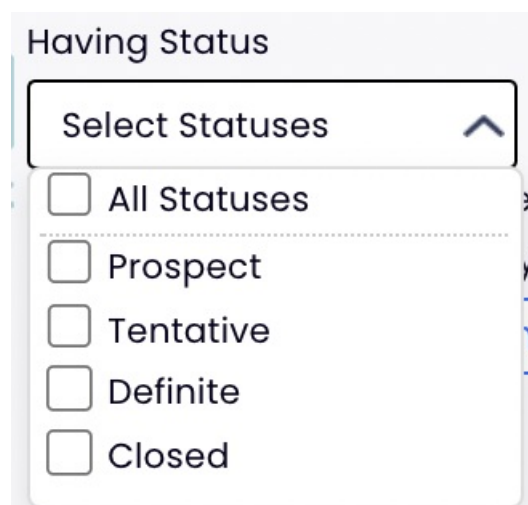 Having Status
Select Statuses
All Statuses
Prospect
Tentative
Definite
Closed